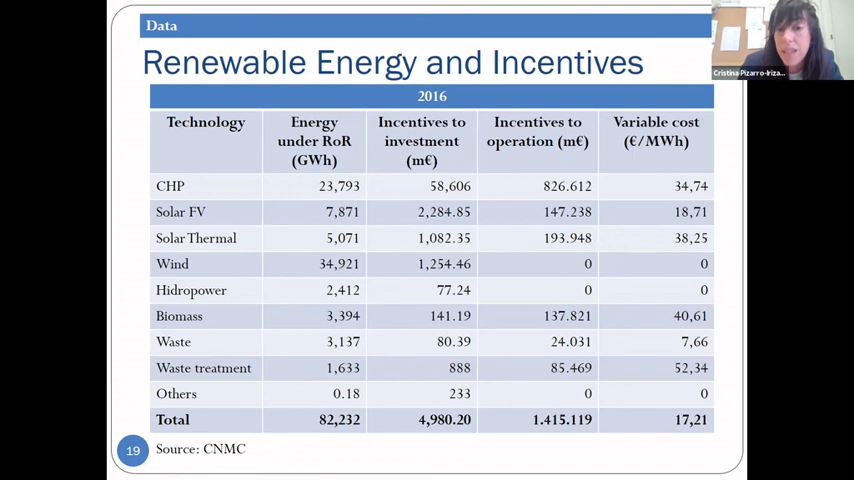 Data
Cristina Pizarro-Iriza...
Renewable Energy and Incentives
2016
Technology Energy under RoR (GWh) Incentives to investment (m€) Incentives to operation (m€) Variable cost (€/MWh)
CHP 23,793 58,606 826.612 34,74
Solar FV 7,871 2,284.85 147.238 18,71
Solar Thermal 5,071 1,082.35 193.948 38,25
Wind 34,921 1,254.46 0 0
Hidropower 2,412 77.24 0 0
Biomass 3,394 141.19 137.821 40,61
Waste 3,137 80.39 24.031 7,66
Waste treatment 1,633 888 85.469 52,34
Others 0.18 233 0 0
Total 82,232 4,980.20 1.415.119 17,21
19 Source: CNMC